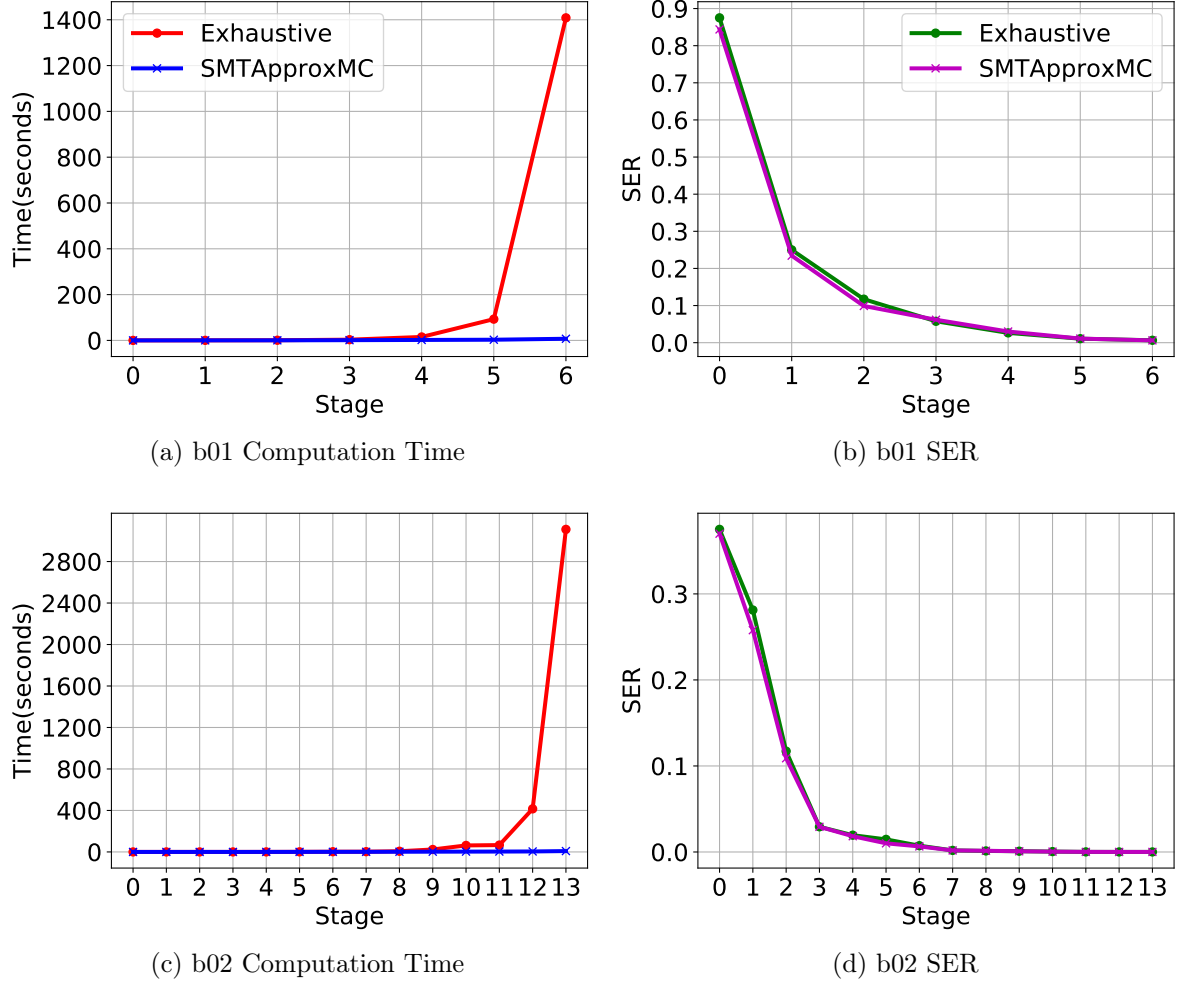 Exhaustive
SMTApproxMC
1400
1200
1000
800
600
400
200
0
Time(seconds)
0 1 2 3 4 5 6
Stage
(a) b01 Computation Time
Exhaustive
SMTApproxMC
0.9
0.8
0.7
0.6
0.5
0.4
0.3
0.2
0.1
0.0
SER
0 1 2 3 4 5 6
Stage
(b) b01 SER
2800
2400
2000
1600
1200
800
400
0
Time(seconds)
0 1 2 3 4 5 6 7 8 9 10 11 12 13
Stage
(c) b02 Computation Time
0.3
0.2
0.1
0.0
SER
0 1 2 3 4 5 6 7 8 9 10 11 12 13
Stage
(d) b02 SER